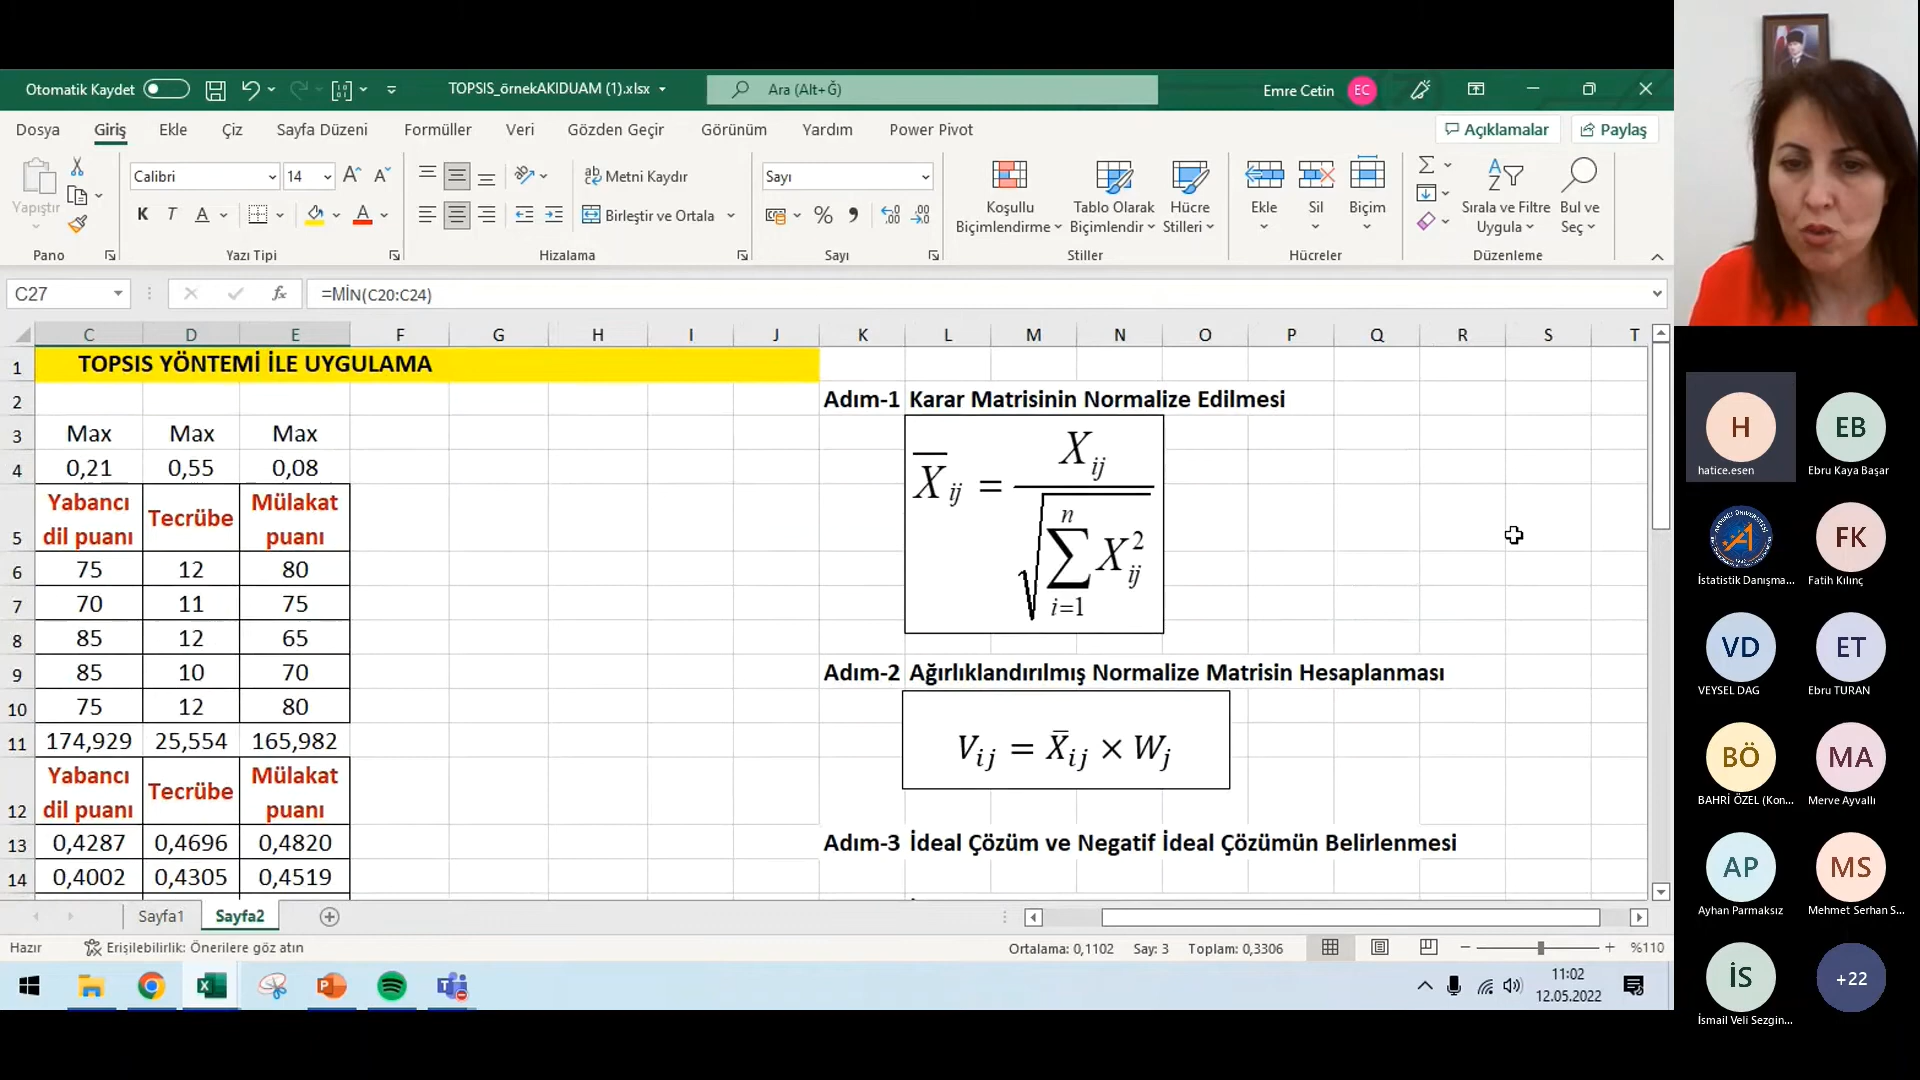 Otomatik Kaydet
TOPSIS_örnekAKIDUAM (1).xlsx
Ara (Alt+Ğ)
Emre Cetin
EC
Dosya Giriş Ekle Çiz Sayfa Düzeni Formüller Veri Gözden Geçir Görünüm Yardım Power Pivot
Açıklamalar
Paylaş
Yapıştır
Calibri 14
K T A
Metni Kaydır
Birleştir ve Ortala
Sayı
Koşullu Biçimlendirme
Tablo Olarak Biçimlendir
Hücre Stilleri
Ekle
Sil
Biçim
Sırala ve Filtre Uygula
Bul ve Seç
Pano Yazı Tipi Hizalama Sayı Stiller Hücreler Düzenleme
C27
fx
=MİN(C20:C24)
C D E F G H I J K L M N O P Q R S T
1 TOPSIS YÖNTEMİ İLE UYGULAMA
2 Adım-1 Karar Matrisinin Normalize Edilmesi
3 Max Max Max
4 0,21 0,55 0,08
5 Yabancı dil puanı Tecrübe Mülakat puanı
6 75 12 80
7 70 11 75
8 85 12 65
9 85 10 70
10 75 12 80
11 174,929 25,554 165,982
12 Yabancı dil puanı Tecrübe Mülakat puanı
13 0,4287 0,4696 0,4820
14 0,4002 0,4305 0,4519
X̄ij = Xij / √(∑ i=1 n X²ij)
Adım-2 Ağırlıklandırılmış Normalize Matrisin Hesaplanması
Vij = X̄ij × Wj
Adım-3 İdeal Çözüm ve Negatif İdeal Çözümün Belirlenmesi
Sayfa1 Sayfa2
Hazır
Erişilebilirlik: Önerilere göz atın
Ortalama: 0,1102 Say: 3 Toplam: 0,3306
%110
11:02
12.05.2022
H
hatice.esen
EB
Ebru Kaya Başar
İstatistik Danışma...
FK
Fatih Kılınç
VD
VEYSEL DAG
ET
Ebru TURAN
BÖ
BAHRİ ÖZEL (Kon...
MA
Merve Ayvallı
AP
Ayhan Parmaksız
MS
Mehmet Serhan S...
İS
İsmail Veli Sezgin...
+22